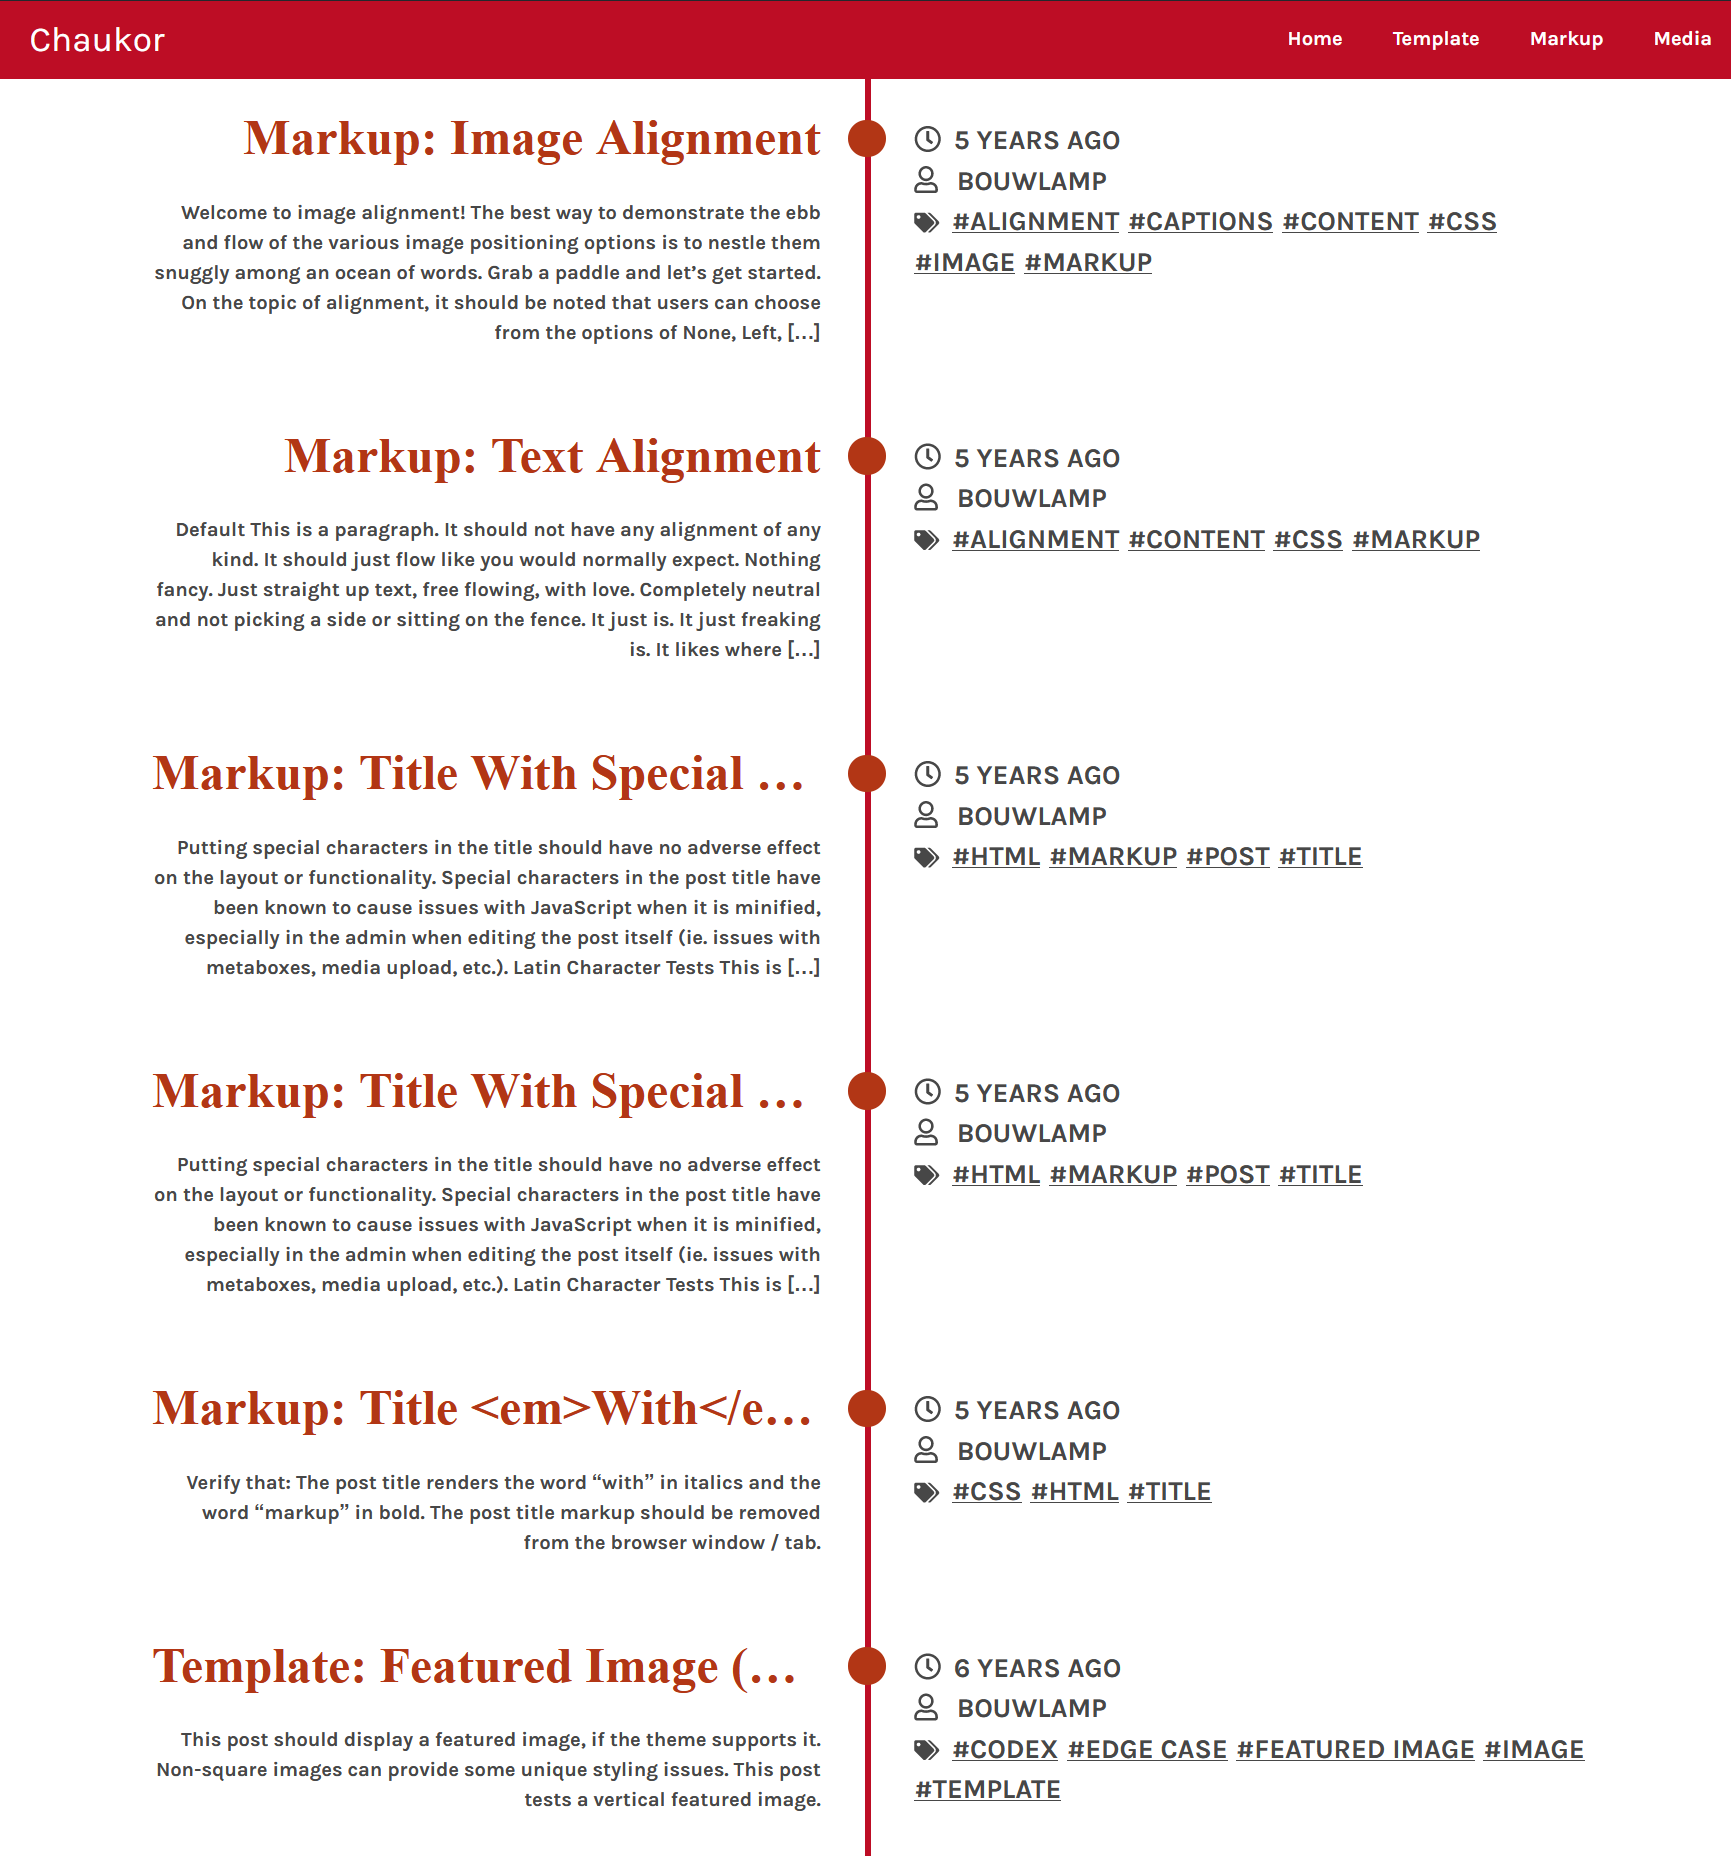 Chaukor
Home Template Markup Media
Markup: Image Alignment
Welcome to image alignment! The best way to demonstrate the ebb
and flow of the various image positioning options is to nestle them
snuggly among an ocean of words. Grab a paddle and let’s get started.
On the topic of alignment, it should be noted that users can choose
from the options of None, Left, […]
5 YEARS AGO
BOUWLAMP
#ALIGNMENT #CAPTIONS #CONTENT #CSS
#IMAGE #MARKUP
Markup: Text Alignment
Default This is a paragraph. It should not have any alignment of any
kind. It should just flow like you would normally expect. Nothing
fancy. Just straight up text, free flowing, with love. Completely neutral
and not picking a side or sitting on the fence. It just is. It just freaking
is. It likes where […]
5 YEARS AGO
BOUWLAMP
#ALIGNMENT #CONTENT #CSS #MARKUP
Markup: Title With Special …
Putting special characters in the title should have no adverse effect
on the layout or functionality. Special characters in the post title have
been known to cause issues with JavaScript when it is minified,
especially in the admin when editing the post itself (ie. issues with
metaboxes, media upload, etc.). Latin Character Tests This is […]
5 YEARS AGO
BOUWLAMP
#HTML #MARKUP #POST #TITLE
Markup: Title With Special …
Putting special characters in the title should have no adverse effect
on the layout or functionality. Special characters in the post title have
been known to cause issues with JavaScript when it is minified,
especially in the admin when editing the post itself (ie. issues with
metaboxes, media upload, etc.). Latin Character Tests This is […]
5 YEARS AGO
BOUWLAMP
#HTML #MARKUP #POST #TITLE
Markup: Title <em>With</e…
Verify that: The post title renders the word “with” in italics and the
word “markup” in bold. The post title markup should be removed
from the browser window / tab.
5 YEARS AGO
BOUWLAMP
#CSS #HTML #TITLE
Template: Featured Image (…
This post should display a featured image, if the theme supports it.
Non-square images can provide some unique styling issues. This post
tests a vertical featured image.
6 YEARS AGO
BOUWLAMP
#CODEX #EDGE CASE #FEATURED IMAGE #IMAGE
#TEMPLATE